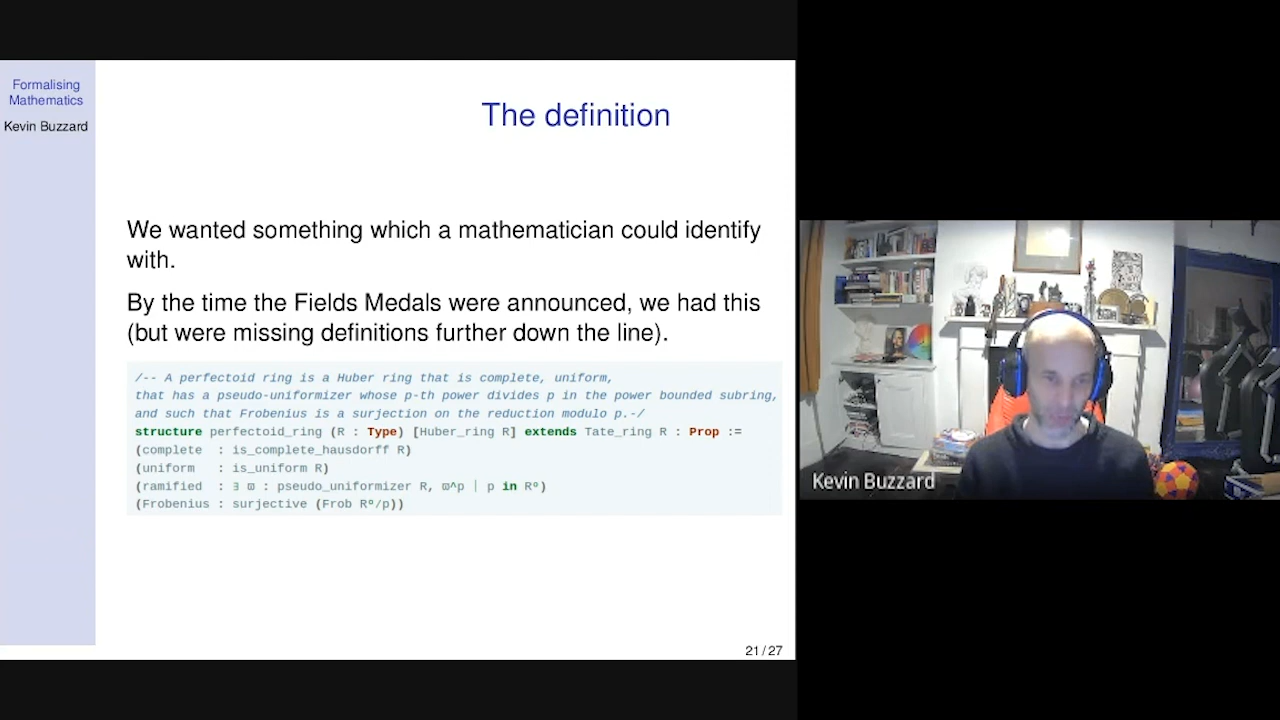 Formalising
Mathematics
Kevin Buzzard
The definition
We wanted something which a mathematician could identify
with.
By the time the Fields Medals were announced, we had this
(but were missing definitions further down the line).
/-- A perfectoid ring is a Huber ring that is complete, uniform,
that has a pseudo-uniformizer whose p-th power divides p in the power bounded subring,
and such that Frobenius is a surjection on the reduction modulo p.-/
structure perfectoid_ring (R : Type) [Huber_ring R] extends Tate_ring R : Prop :=
(complete : is_complete_hausdorff R)
(uniform : is_uniform R)
(ramified : ∃ ϖ : pseudo_uniformizer R, ϖ^p ∣ p in Rᵒ)
(Frobenius : surjective (Frob Rᵒ/p))
21 / 27
Kevin Buzzard